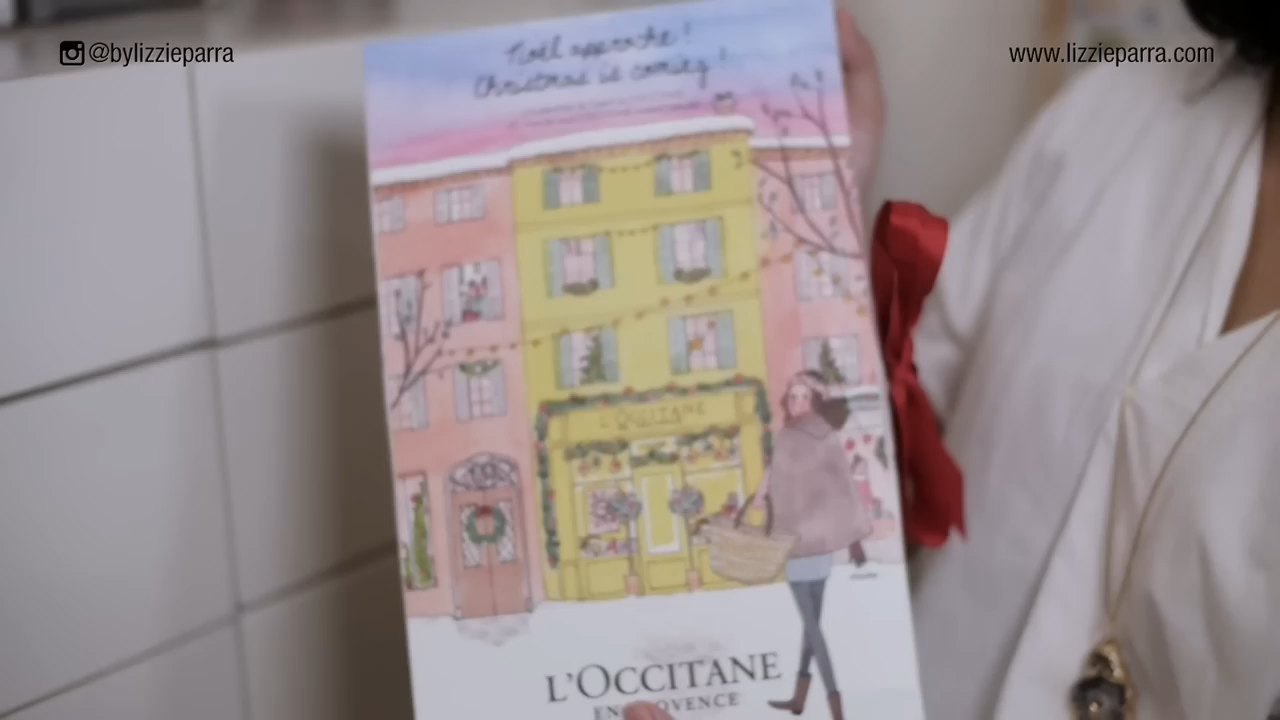 @bylizzieparra
www.lizzieparra.com
Noël approche !
Christmas is coming !
L'OCCITANE
L'OCCITANE
EN PROVENCE